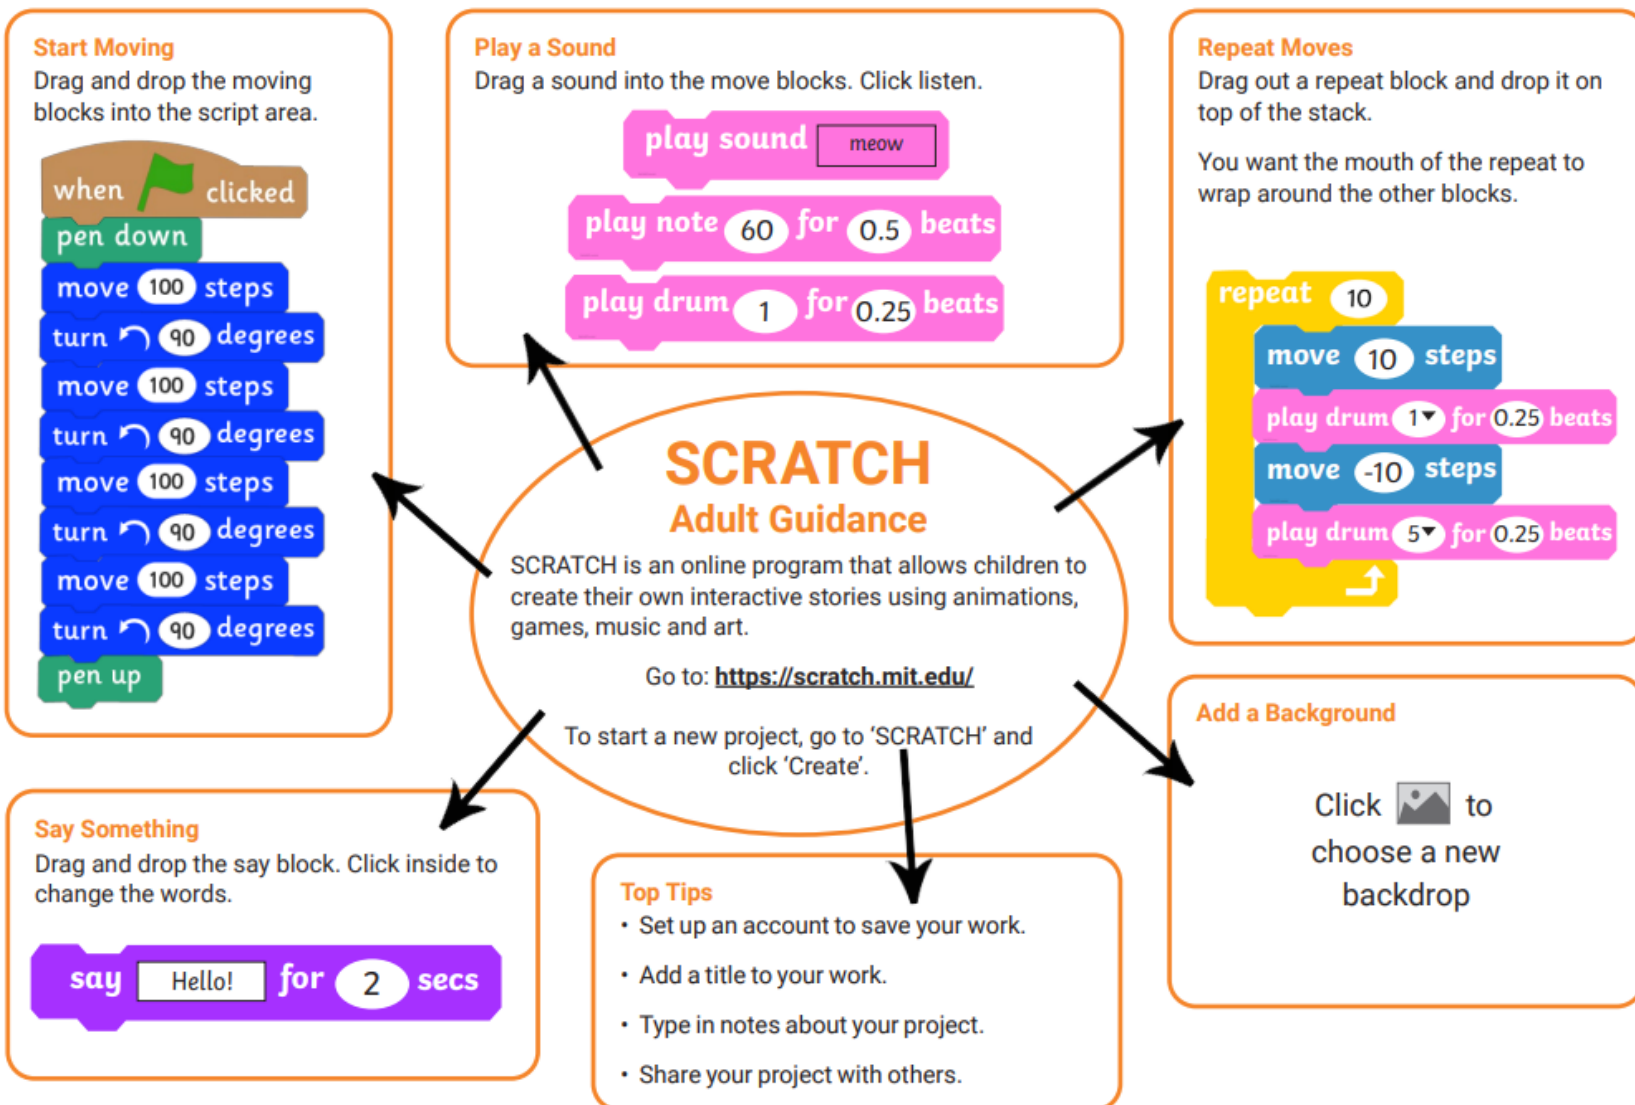 Start Moving
Drag and drop the moving
blocks into the script area.
when clicked
pen down
move 100 steps
turn 90 degrees
move 100 steps
turn 90 degrees
move 100 steps
turn 90 degrees
move 100 steps
turn 90 degrees
pen up
Play a Sound
Drag a sound into the move blocks. Click listen.
play sound meow
play note 60 for 0.5 beats
play drum 1 for 0.25 beats
Repeat Moves
Drag out a repeat block and drop it on
top of the stack.
You want the mouth of the repeat to
wrap around the other blocks.
repeat 10
move 10 steps
play drum 1 for 0.25 beats
move -10 steps
play drum 5 for 0.25 beats
SCRATCH
Adult Guidance
SCRATCH is an online program that allows children to
create their own interactive stories using animations,
games, music and art.
Go to: https://scratch.mit.edu/
To start a new project, go to ‘SCRATCH’ and
click ‘Create’.
Say Something
Drag and drop the say block. Click inside to
change the words.
say Hello! for 2 secs
Top Tips
• Set up an account to save your work.
• Add a title to your work.
• Type in notes about your project.
• Share your project with others.
Add a Background
Click to
choose a new
backdrop